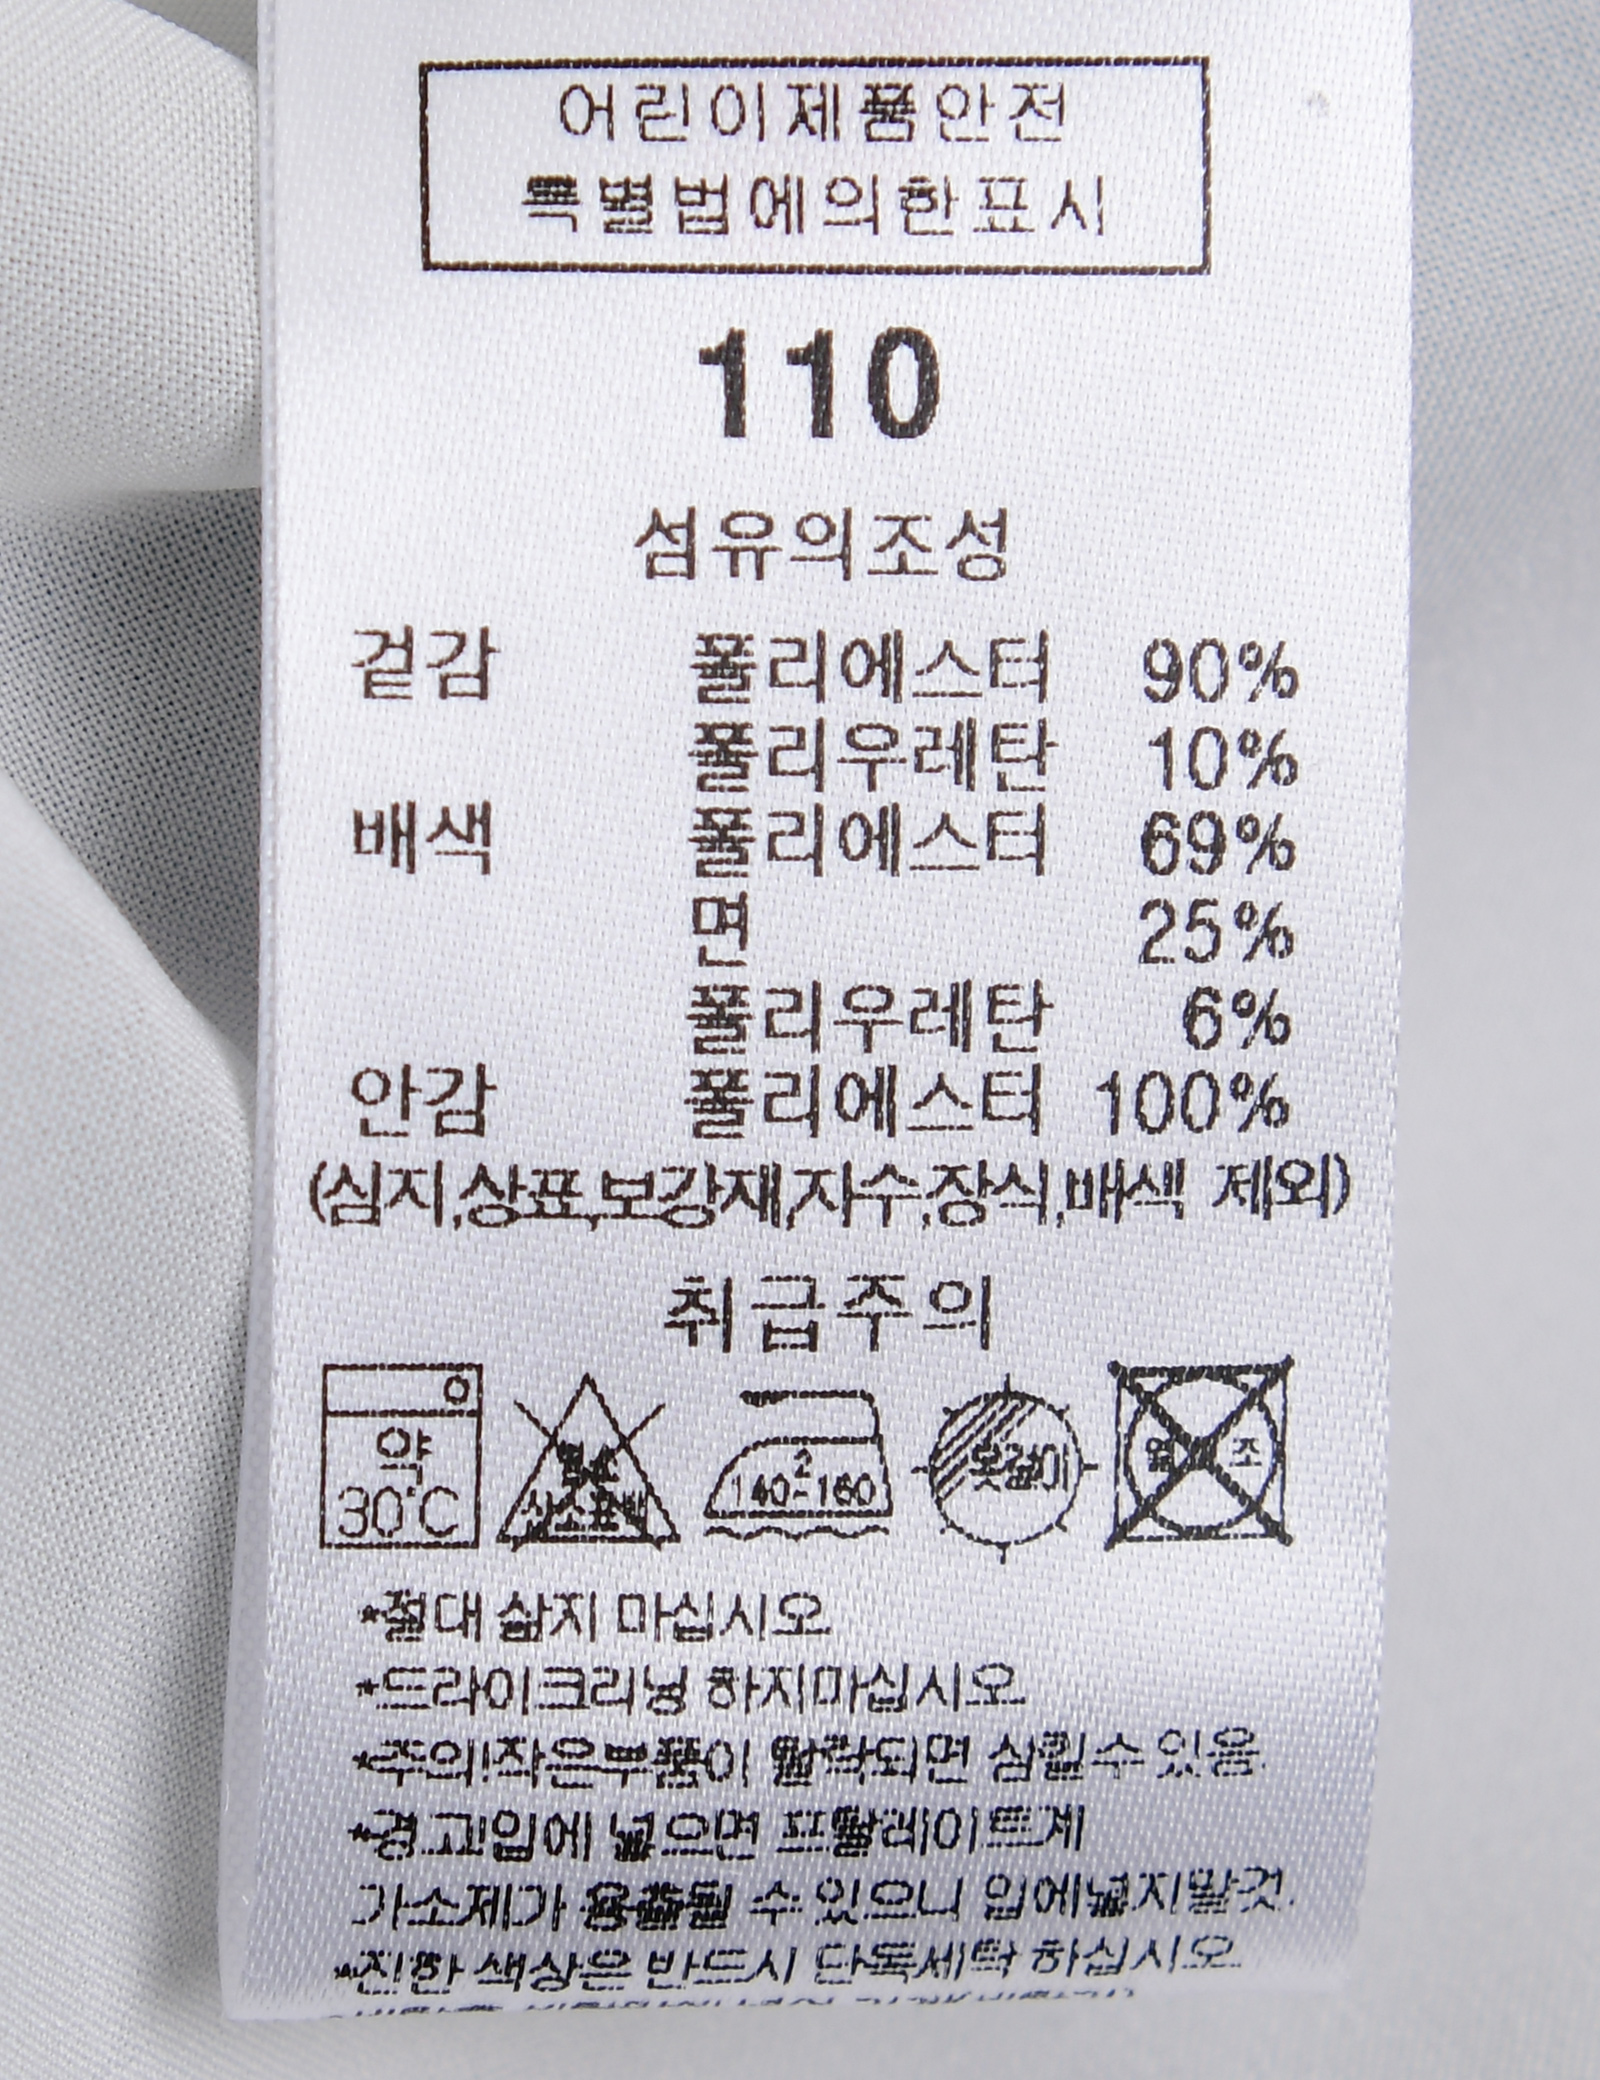 어린이제품안전
특별법에의한표시
110
섬유의조성
겉감 폴리에스터 90%
폴리우레탄 10%
배색 폴리에스터 69%
면 25%
폴리우레탄 6%
안감 폴리에스터 100%
(심지,상표,보강재,자수,장식,배색 제외)
취급주의
약
30°C
염소
산소표백
2
140-160
옷걸이
조
*절대 삶지 마십시오
*드라이크리닝 하지마십시오
*주의!작은부품이 탈락되면 삼킬수 있음.
*경고!입에 넣으면 프탈레이트계
가소제가 용출될 수 있으니 입에넣지말것.
*진한 색상은 반드시 단독세탁 하십시오